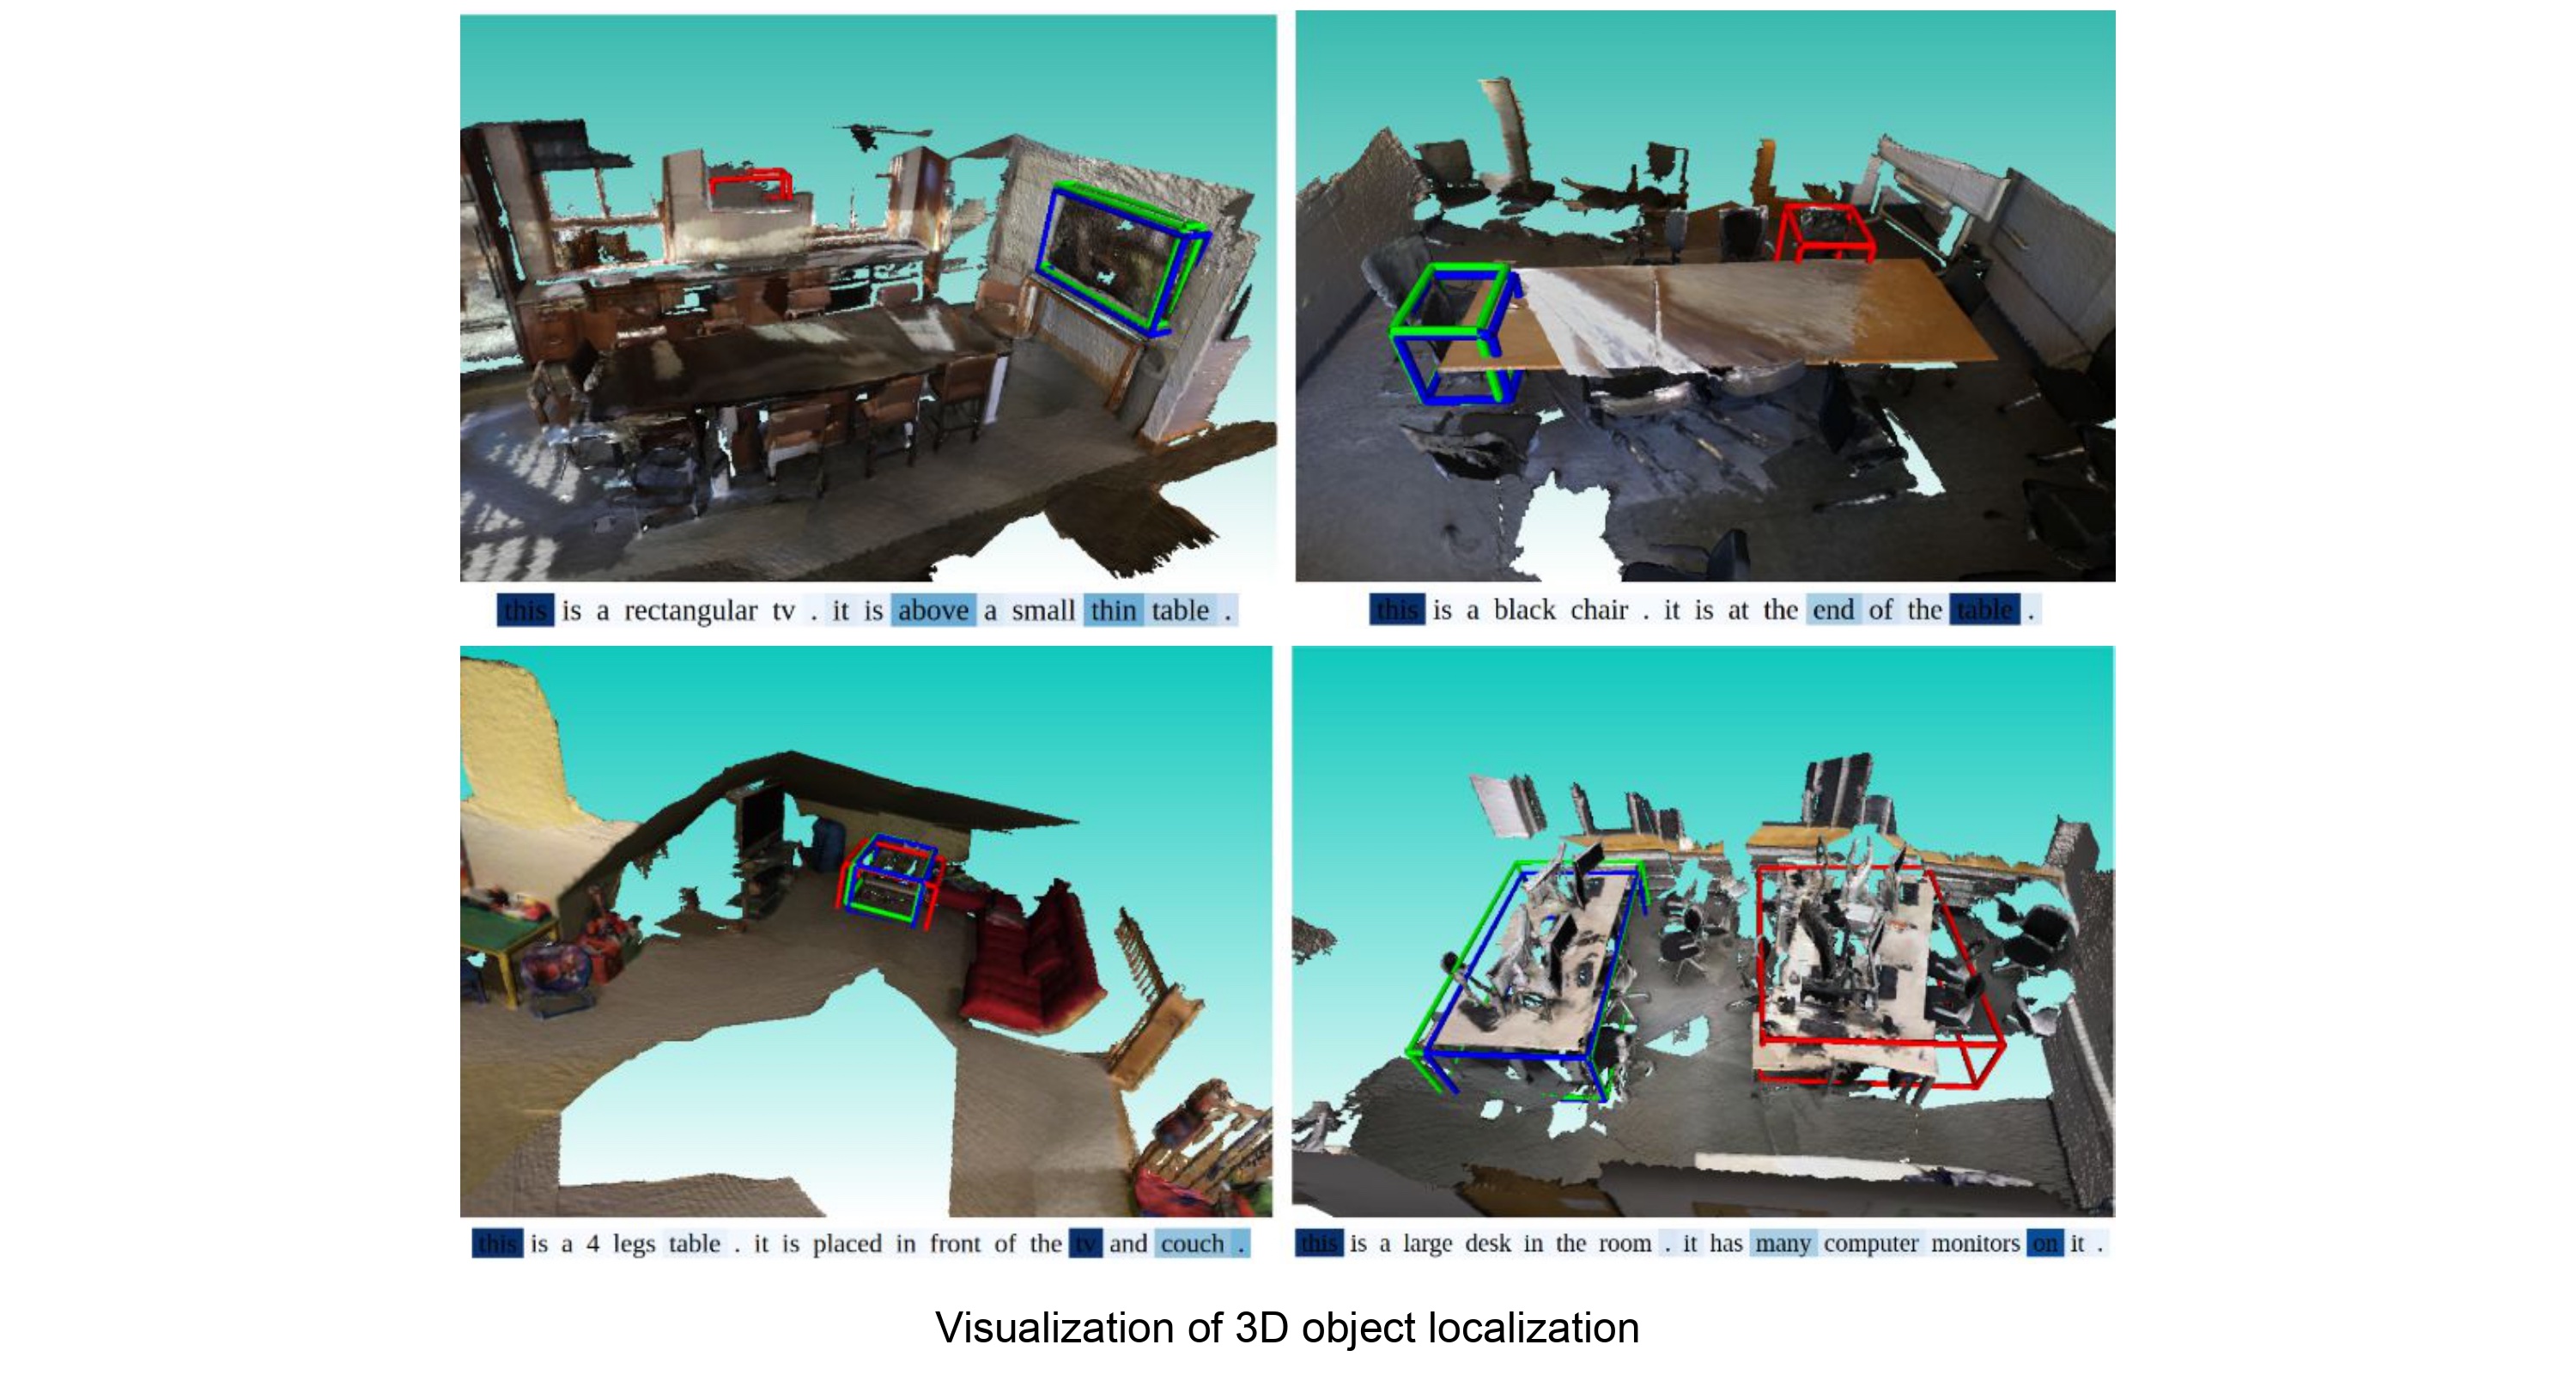 this is a rectangular tv . it is above a small thin table .
this is a black chair . it is at the end of the table .
this is a 4 legs table . it is placed in front of the tv and couch .
this is a large desk in the room . it has many computer monitors on it .
Visualization of 3D object localization